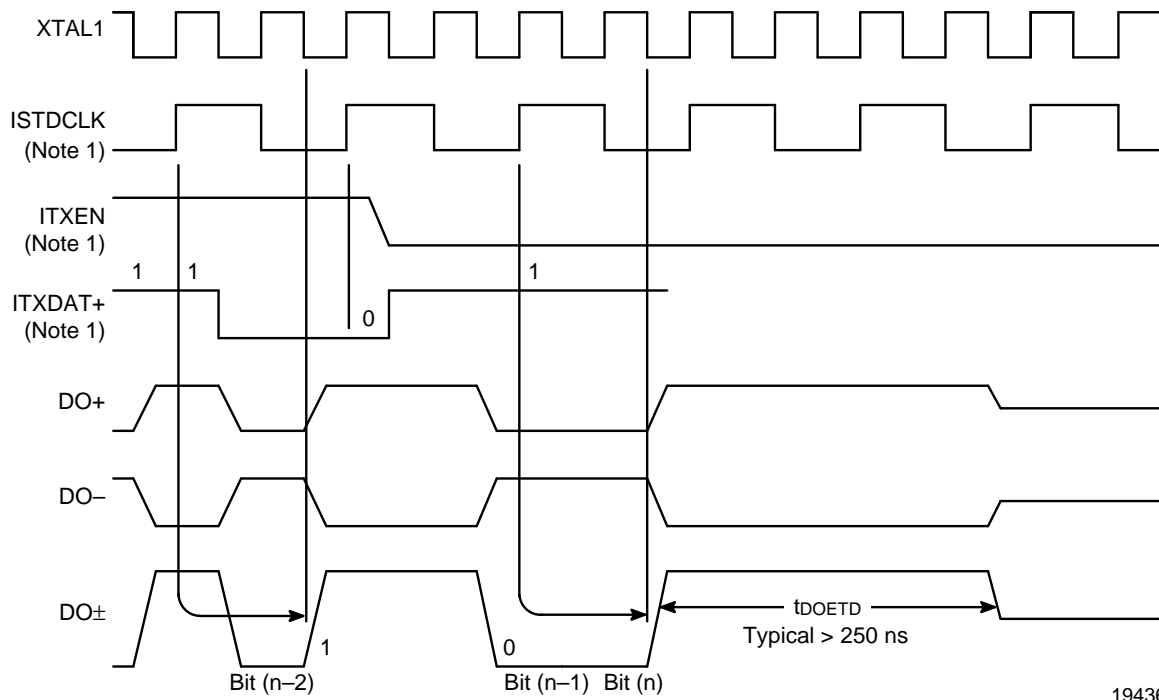 XTAL1
ISTDCLK
(Note 1)
ITXEN
(Note 1)
1 1 1
ITXDAT+
(Note 1)
0
DO+
DO–
DO±
tDOETD
Typical > 250 ns
1 0
Bit (n–2) Bit (n–1) Bit (n)
19436